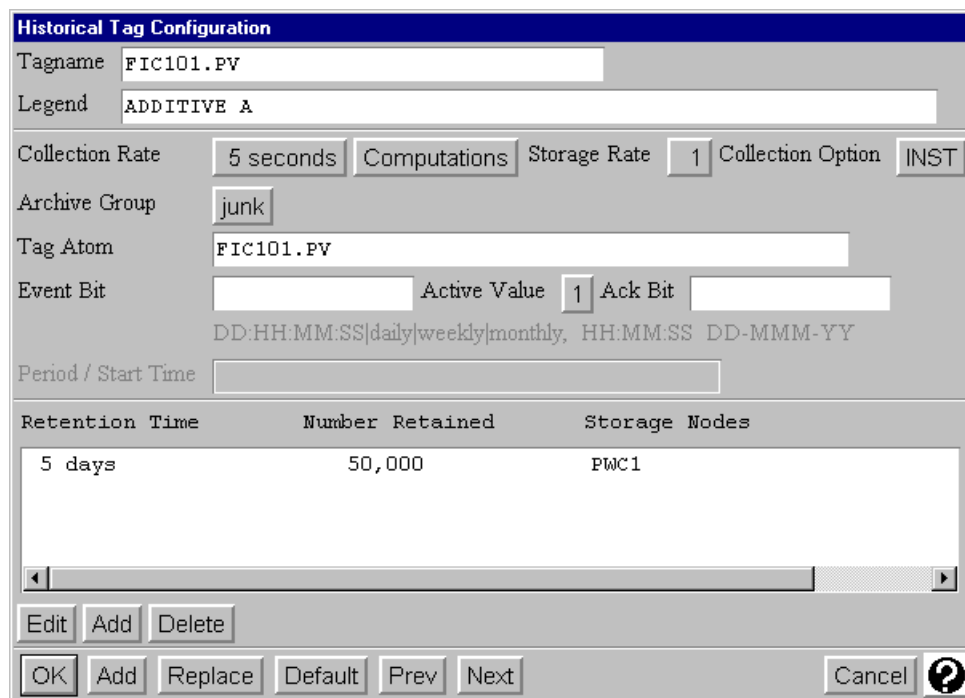 Historical Tag Configuration
Tagname FIC101.PV
Legend ADDITIVE A
Collection Rate 5 seconds Computations Storage Rate 1 Collection Option INST
Archive Group junk
Tag Atom FIC101.PV
Event Bit Active Value 1 Ack Bit
DD:HH:MM:SS|daily|weekly|monthly, HH:MM:SS DD-MMM-YY
Period / Start Time
Retention Time Number Retained Storage Nodes
5 days 50,000 PWC1
Edit Add Delete
OK Add Replace Default Prev Next Cancel ?